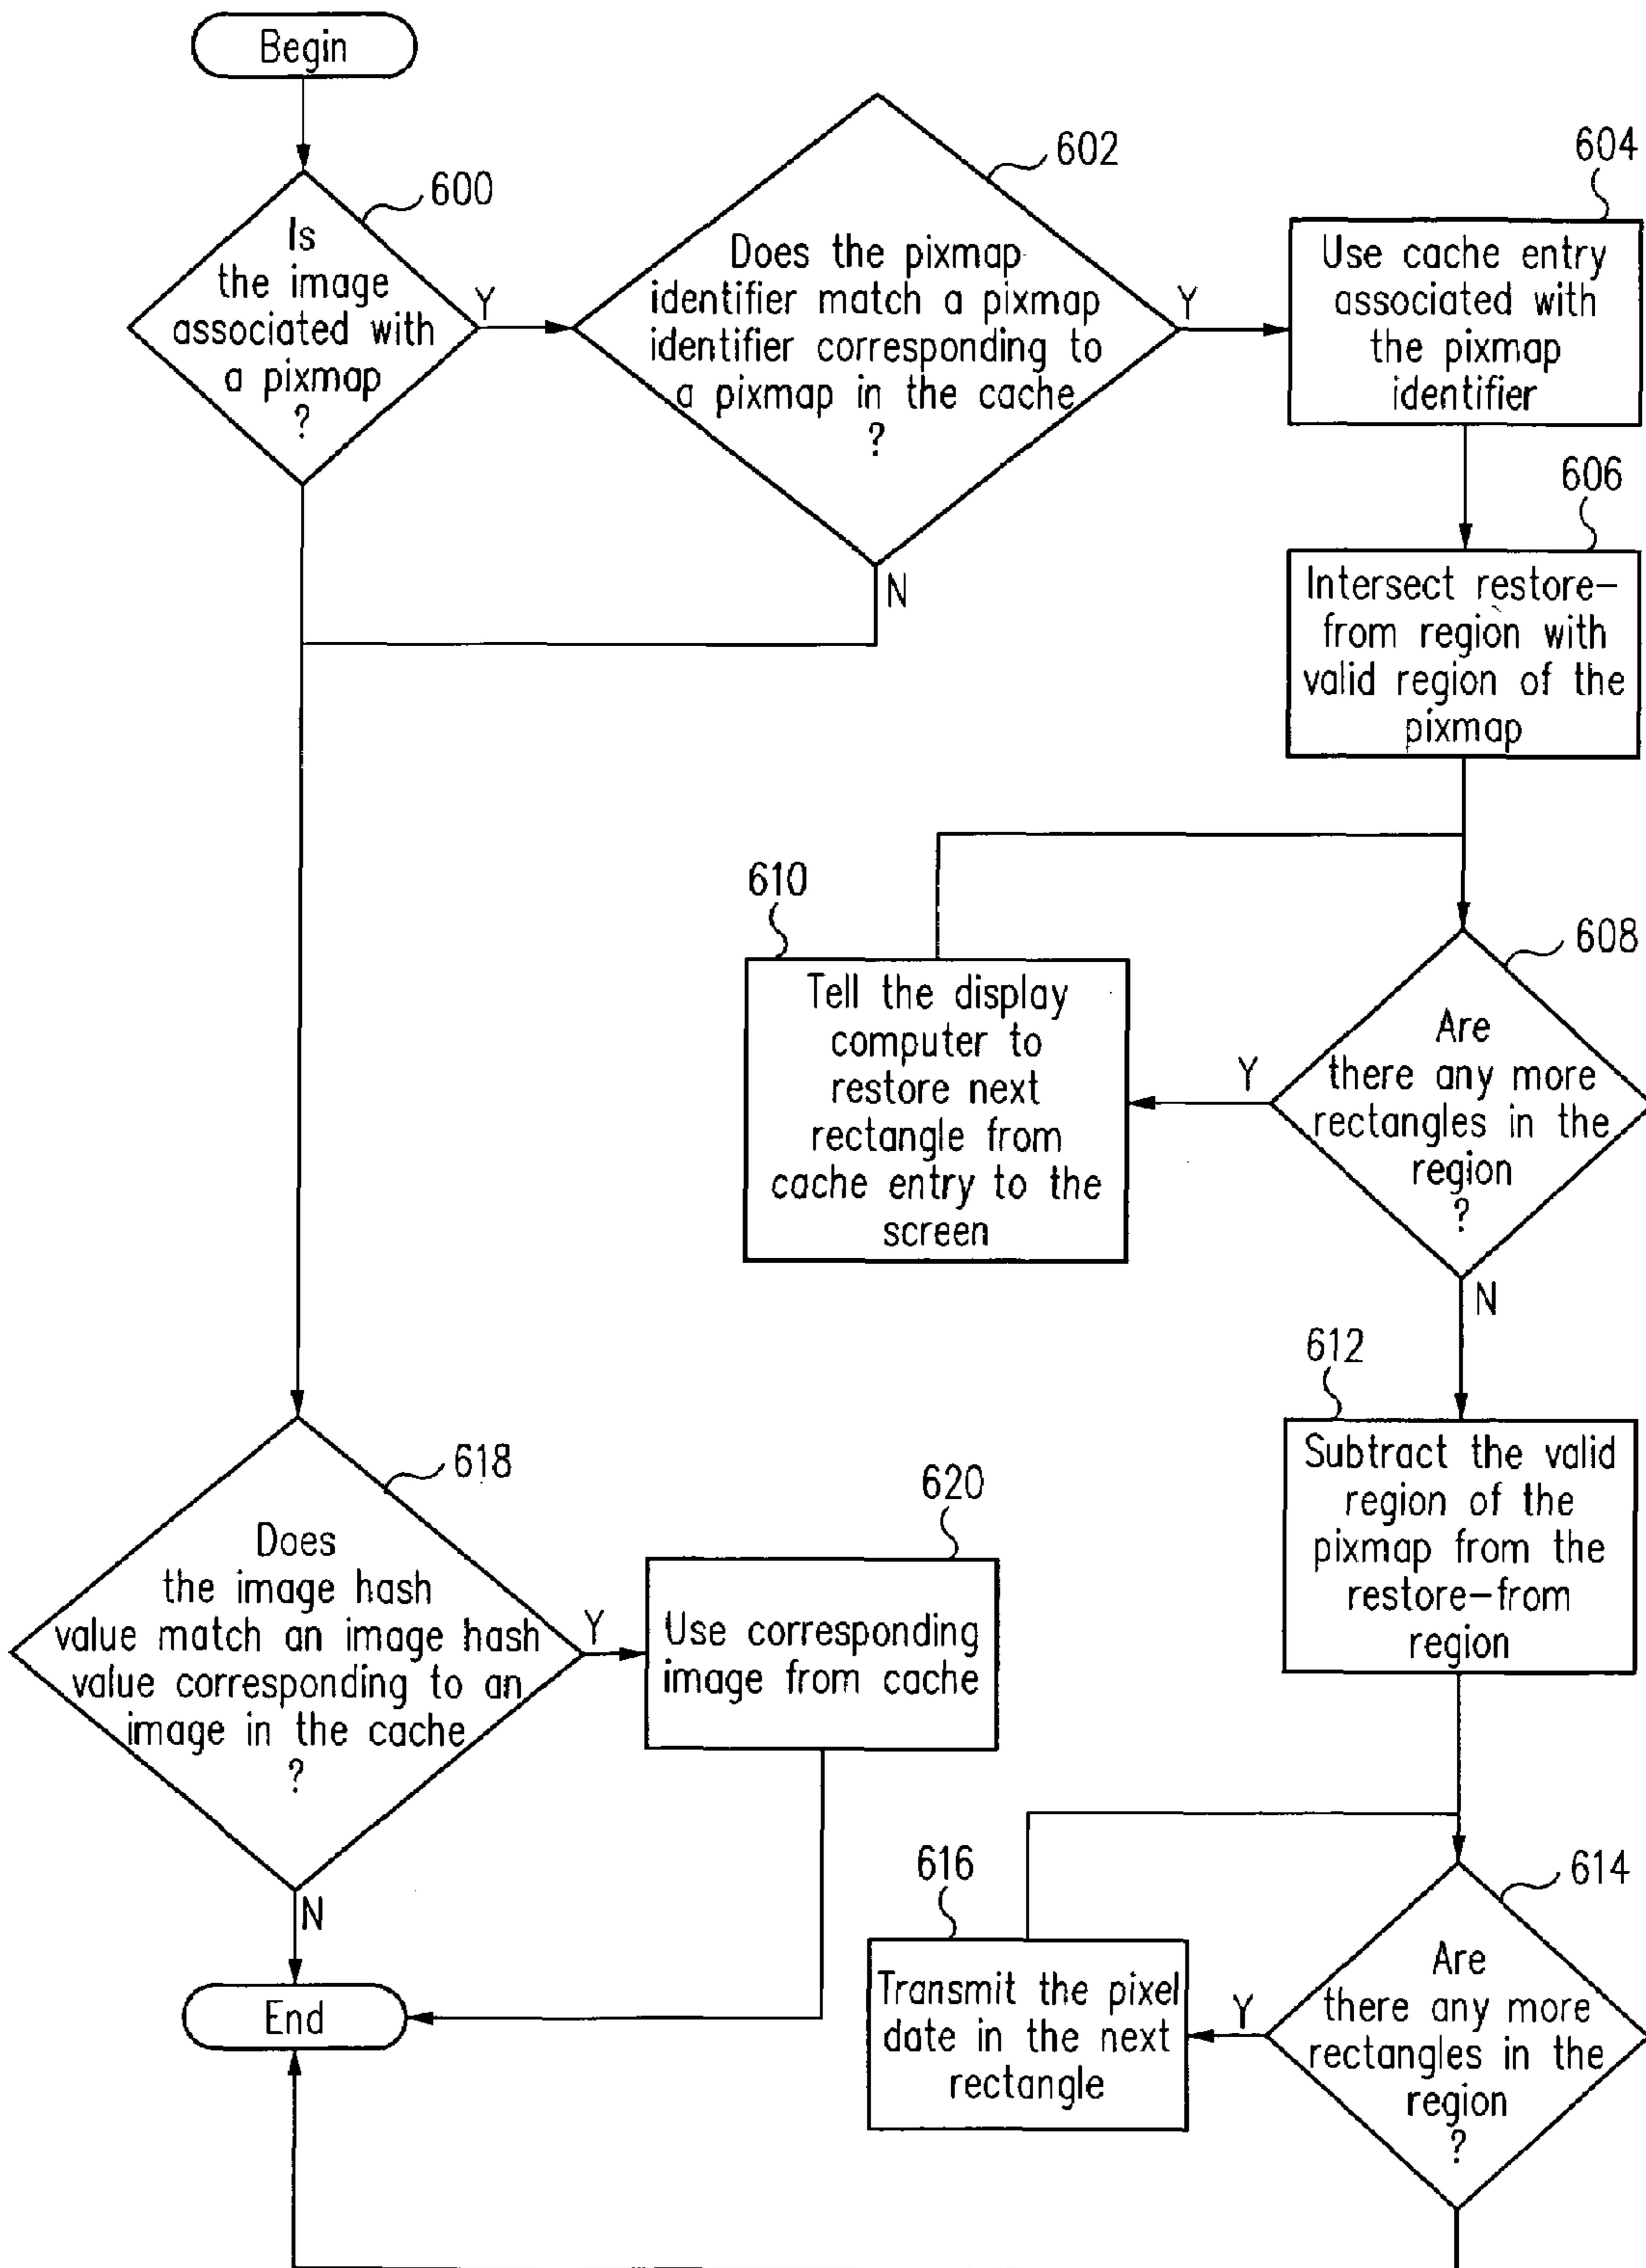 Begin
600
Is
the image
associated with
a pixmap
?
Y
602
Does the pixmap
identifier match a pixmap
identifier corresponding to
a pixmap in the cache
?
Y
N
604
Use cache entry
associated with
the pixmap
identifier
606
Intersect restore-
from region with
valid region of the
pixmap
608
Are
there any more
rectangles in the
region
?
Y
N
610
Tell the display
computer to
restore next
rectangle from
cache entry to the
screen
612
Subtract the valid
region of the
pixmap from the
restore-from
region
614
Are
there any more
rectangles in the
region
?
Y
616
Transmit the pixel
date in the next
rectangle
618
Does
the image hash
value match an image hash
value corresponding to an
image in the cache
?
Y
N
620
Use corresponding
image from cache
End